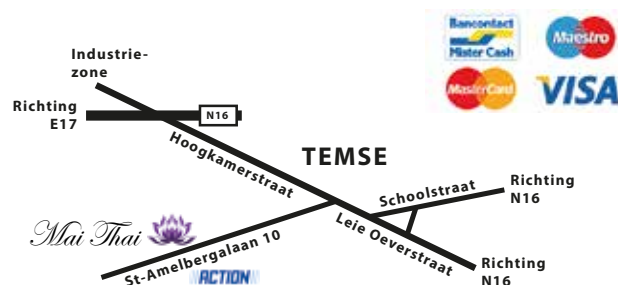 Industrie-
zone
Richting
E17
N16
Hoogkamerstraat
TEMSE
Schoolstraat
Richting
N16
Leie Oeverstraat
Richting
N16
Mai Thai
St-Amelbergalaan 10
ACTION
Bancontact
Mister Cash
Maestro
MasterCard
VISA